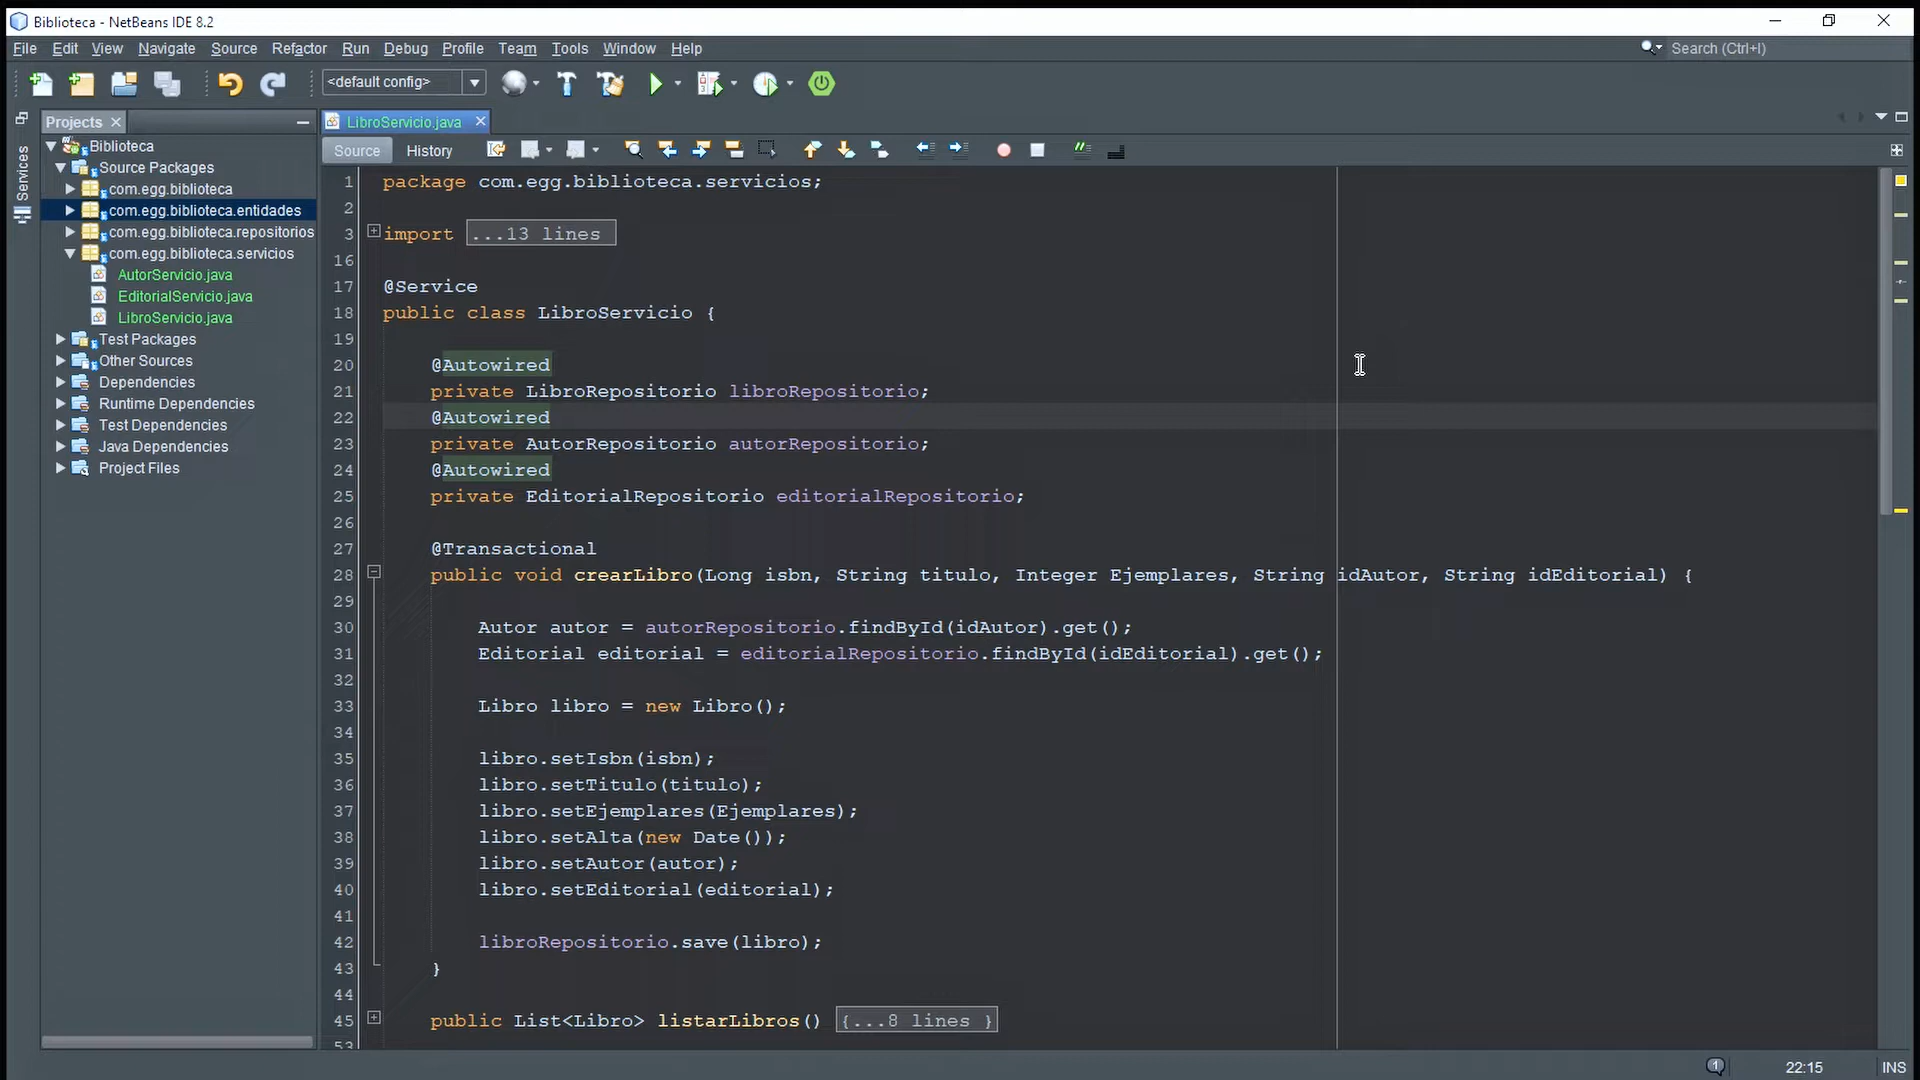 Biblioteca - NetBeans IDE 8.2
File Edit View Navigate Source Refactor Run Debug Profile Team Tools Window Help
Search (Ctrl+I)
<default config>
Services
Projects
Biblioteca
Source Packages
com.egg.biblioteca
com.egg.biblioteca.entidades
com.egg.biblioteca.repositorios
com.egg.biblioteca.servicios
AutorServicio.java
EditorialServicio.java
LibroServicio.java
Test Packages
Other Sources
Dependencies
Runtime Dependencies
Test Dependencies
Java Dependencies
Project Files
LibroServicio.java
Source History
1 package com.egg.biblioteca.servicios;
2
3 import ...13 lines
16
17 @Service
18 public class LibroServicio {
19
20 @Autowired
21 private LibroRepositorio libroRepositorio;
22 @Autowired
23 private AutorRepositorio autorRepositorio;
24 @Autowired
25 private EditorialRepositorio editorialRepositorio;
26
27 @Transactional
28 public void crearLibro(Long isbn, String titulo, Integer Ejemplares, String idAutor, String idEditorial) {
29
30 Autor autor = autorRepositorio.findById(idAutor).get();
31 Editorial editorial = editorialRepositorio.findById(idEditorial).get();
32
33 Libro libro = new Libro();
34
35 libro.setIsbn(isbn);
36 libro.setTitulo(titulo);
37 libro.setEjemplares(Ejemplares);
38 libro.setAlta(new Date());
39 libro.setAutor(autor);
40 libro.setEditorial(editorial);
41
42 libroRepositorio.save(libro);
43 }
44
45 public List<Libro> listarLibros() {...8 lines }
53
1 22:15 INS